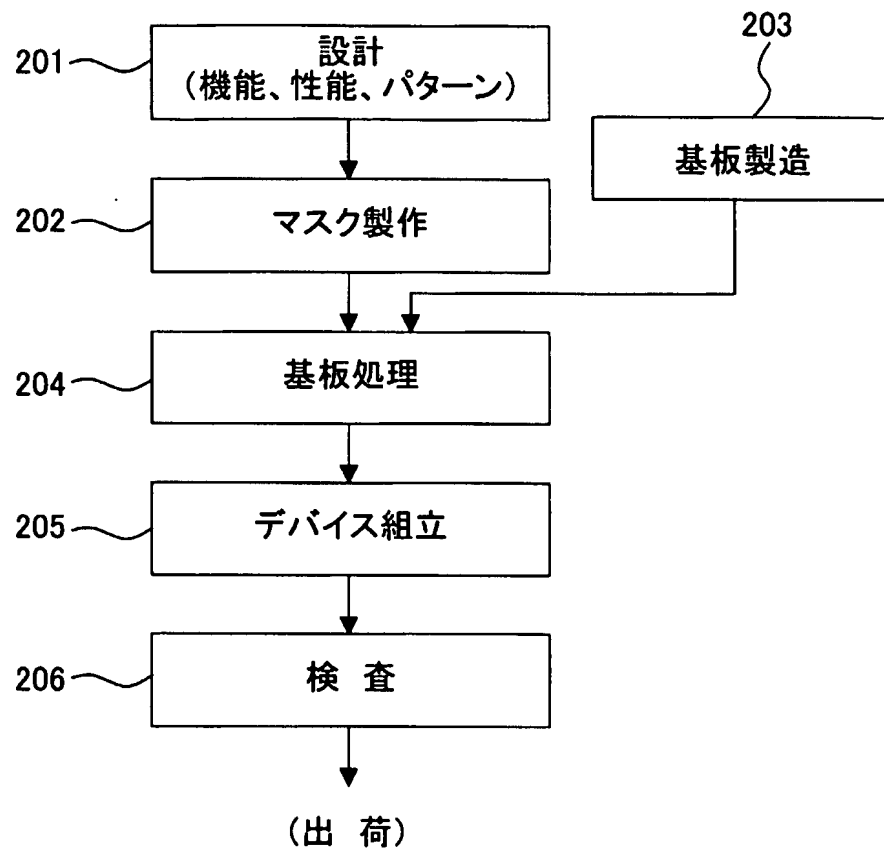 201
設計
(機能、性能、パターン)
203
基板製造
202
マスク製作
204
基板処理
205
デバイス組立
206
検 査
(出 荷)